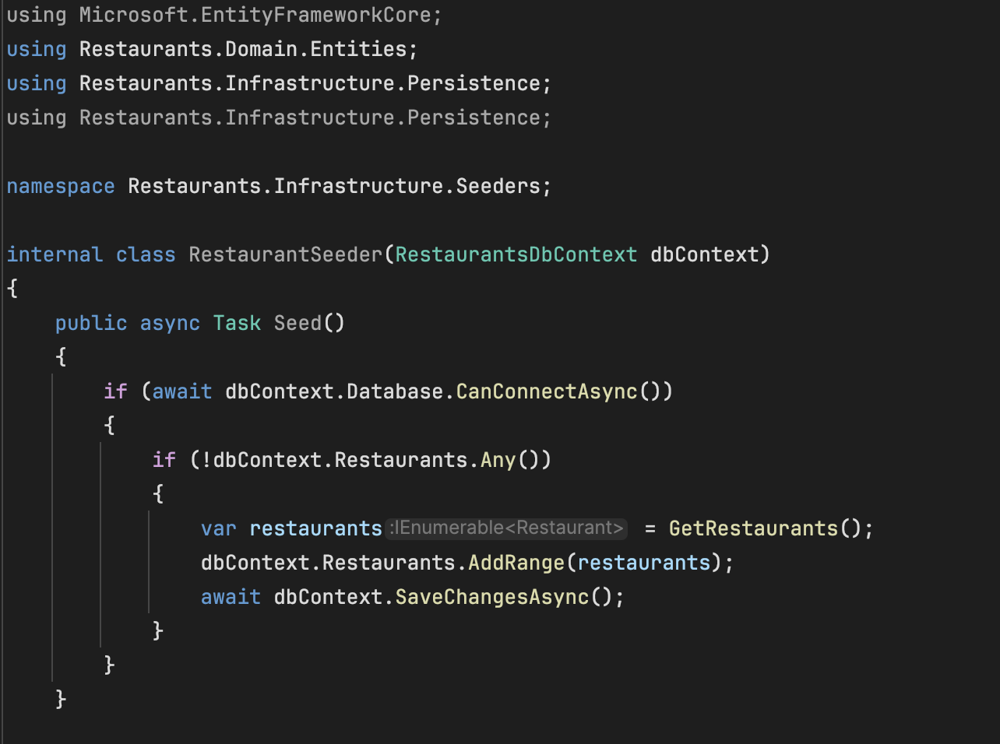 using Microsoft.EntityFrameworkCore;
using Restaurants.Domain.Entities;
using Restaurants.Infrastructure.Persistence;
using Restaurants.Infrastructure.Persistence;

namespace Restaurants.Infrastructure.Seeders;

internal class RestaurantSeeder(RestaurantsDbContext dbContext)
{
    public async Task Seed()
    {
        if (await dbContext.Database.CanConnectAsync())
        {
            if (!dbContext.Restaurants.Any())
            {
                var restaurants :IEnumerable<Restaurant> = GetRestaurants();
                dbContext.Restaurants.AddRange(restaurants);
                await dbContext.SaveChangesAsync();
            }
        }
    }